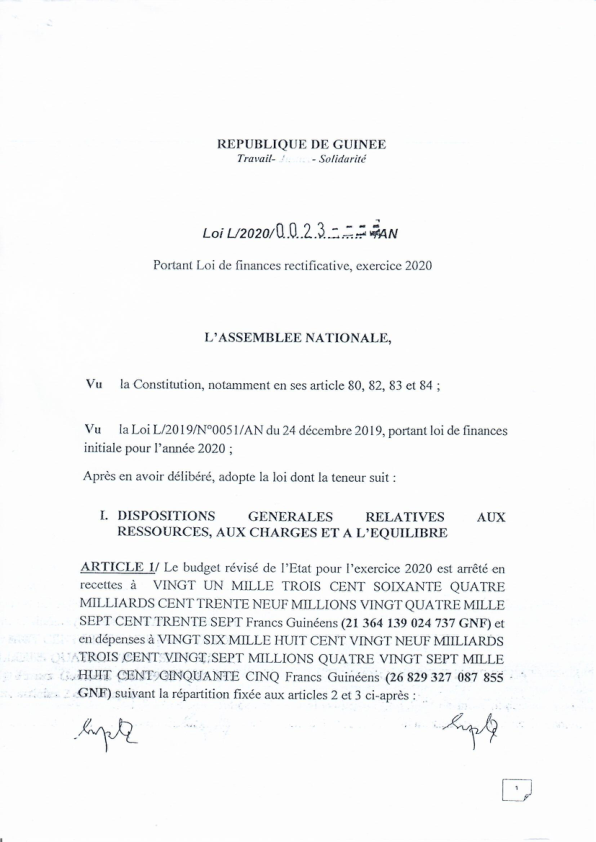 REPUBLIQUE DE GUINEE
Travail- - Solidarité
Loi L/2020/0023 /AN
Portant Loi de finances rectificative, exercice 2020
L'ASSEMBLEE NATIONALE,
Vu la Constitution, notamment en ses article 80, 82, 83 et 84 ;
Vu la Loi L/2019/N°0051/AN du 24 décembre 2019, portant loi de finances
initiale pour l'année 2020 ;
Après en avoir délibéré, adopte la loi dont la teneur suit :
I. DISPOSITIONS GENERALES RELATIVES AUX
RESSOURCES, AUX CHARGES ET A L'EQUILIBRE
ARTICLE 1/ Le budget révisé de l'Etat pour l'exercice 2020 est arrêté en
recettes à VINGT UN MILLE TROIS CENT SOIXANTE QUATRE
MILLIARDS CENT TRENTE NEUF MILLIONS VINGT QUATRE MILLE
SEPT CENT TRENTE SEPT Francs Guinéens (21 364 139 024 737 GNF) et
en dépenses à VINGT SIX MILLE HUIT CENT VINGT NEUF MIILIARDS
TROIS CENT VINGT SEPT MILLIONS QUATRE VINGT SEPT MILLE
HUIT CENT CINQUANTE CINQ Francs Guinéens (26 829 327 087 855
GNF) suivant la répartition fixée aux articles 2 et 3 ci-après :
1